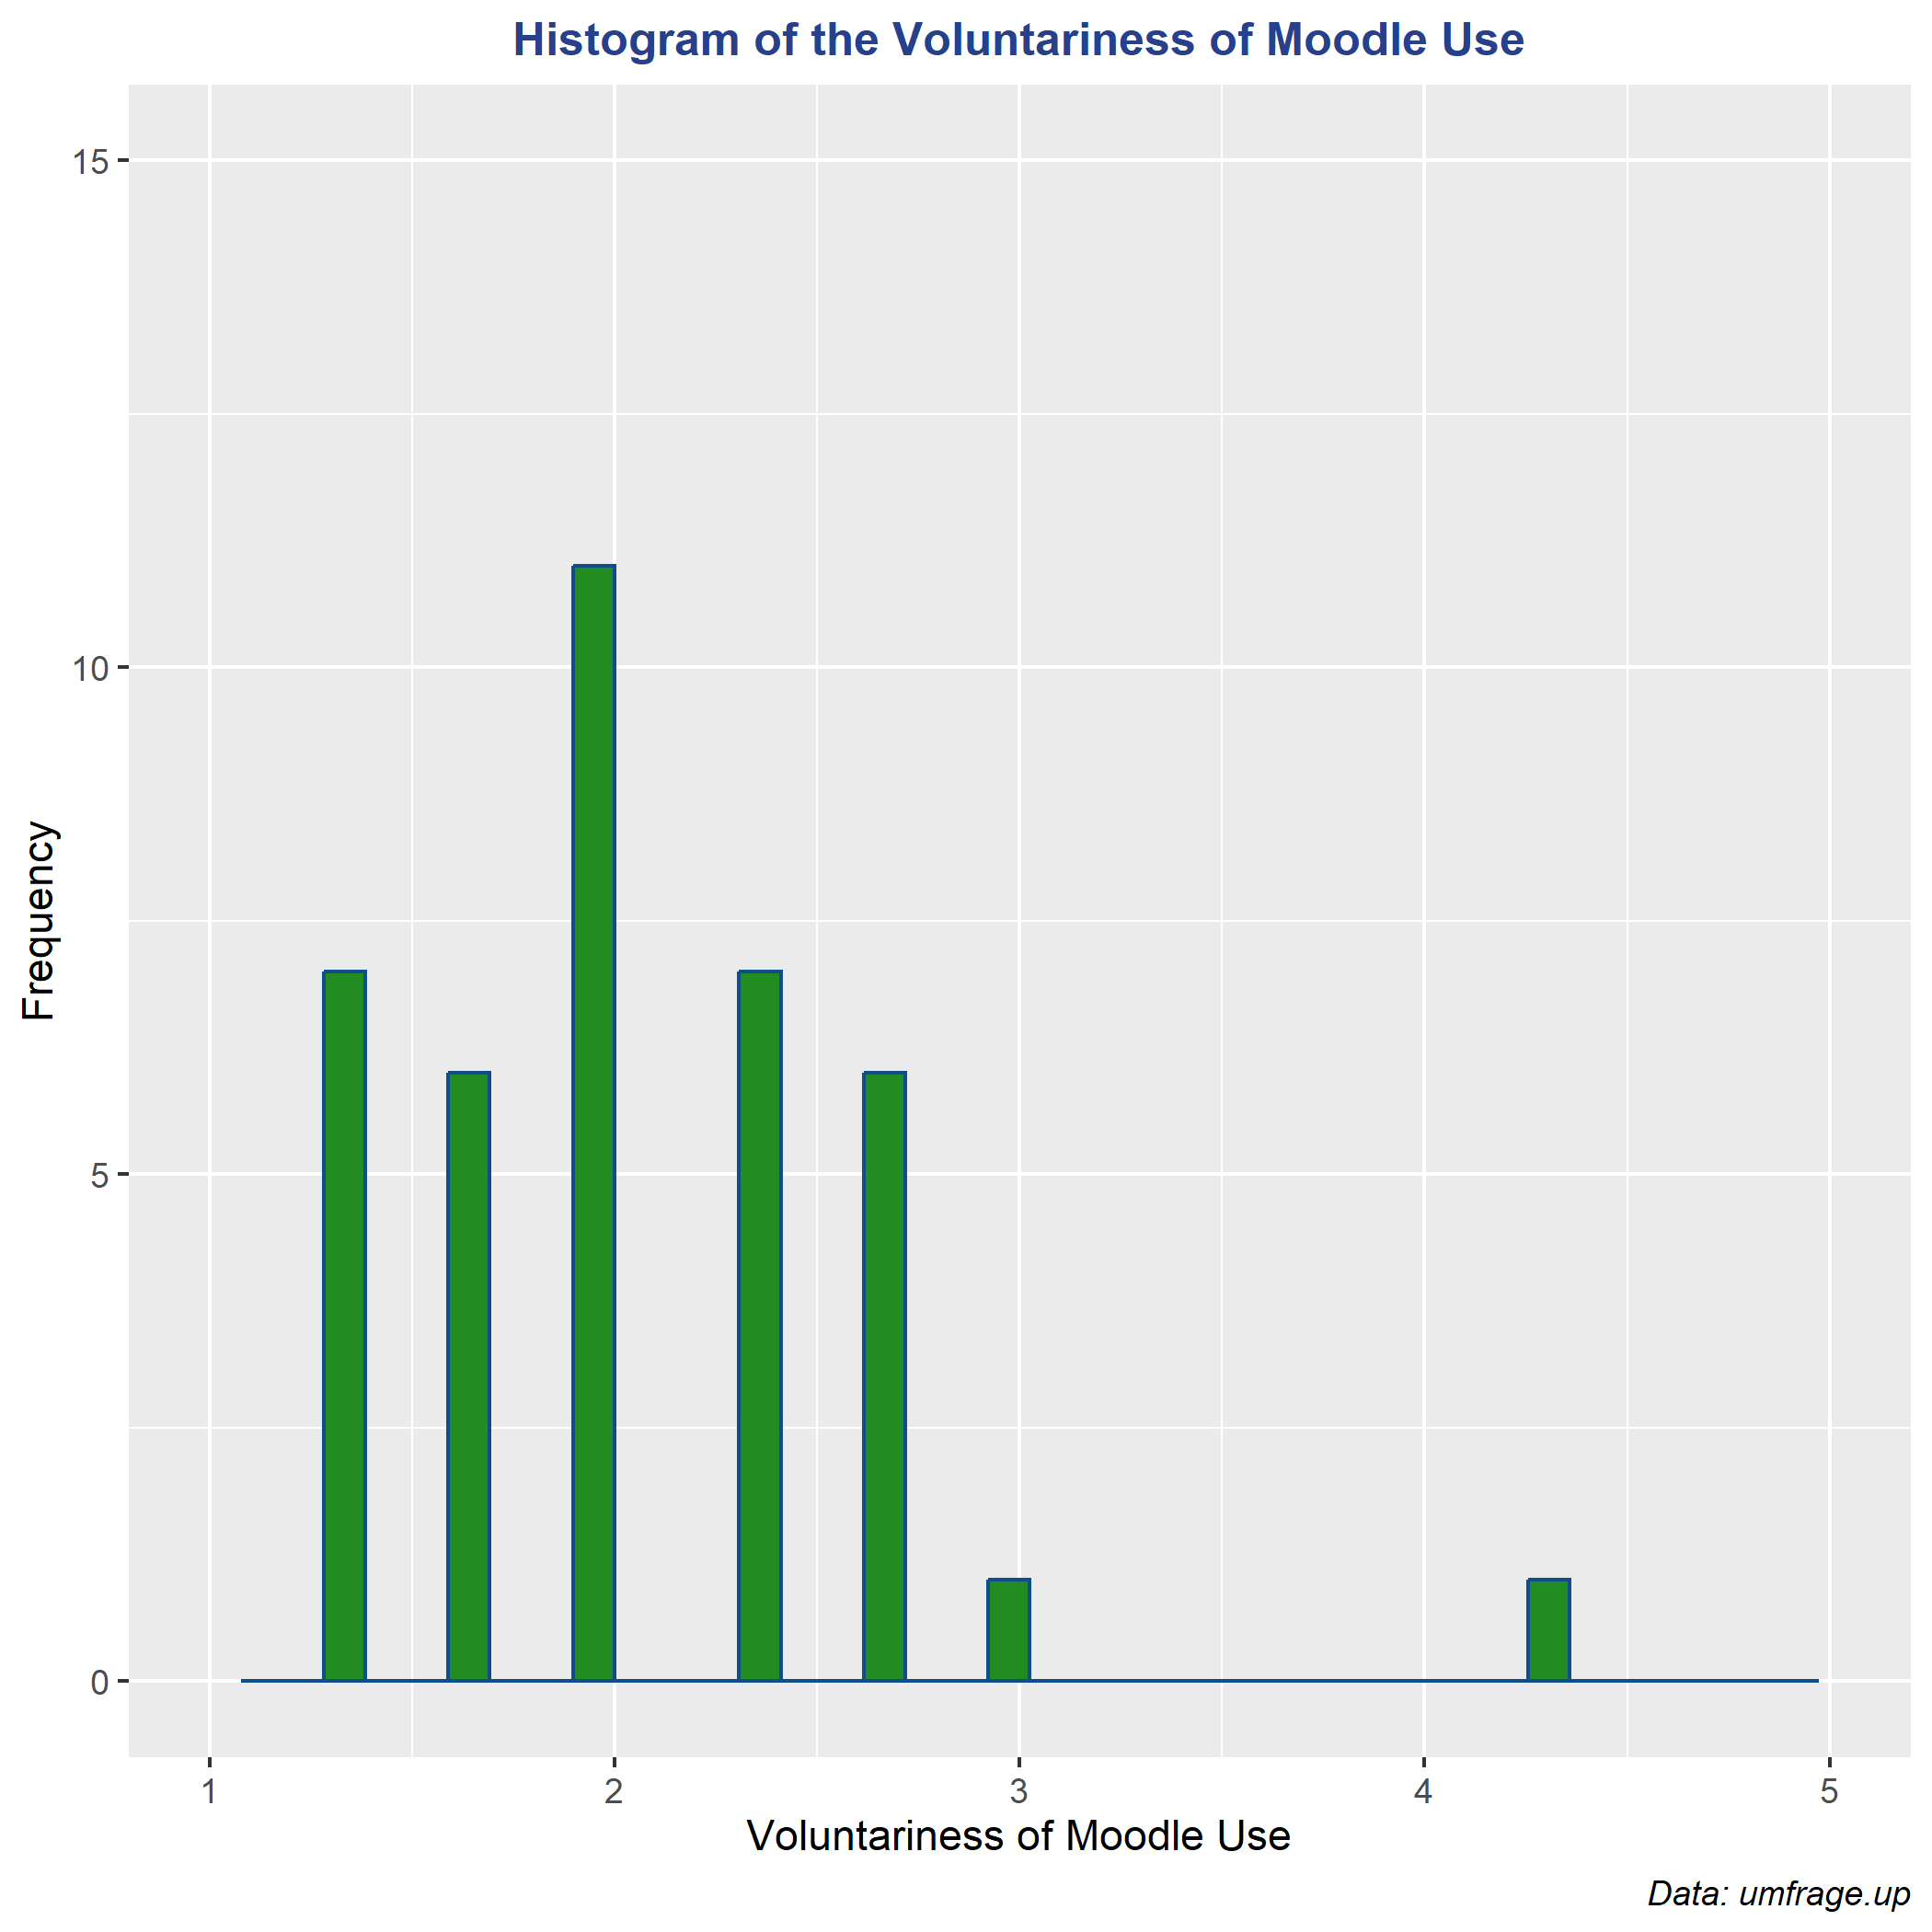 Histogram of the Voluntariness of Moodle Use
15
10
5
0
Frequency
1 2 3 4 5
Voluntariness of Moodle Use
Data: umfrage.up